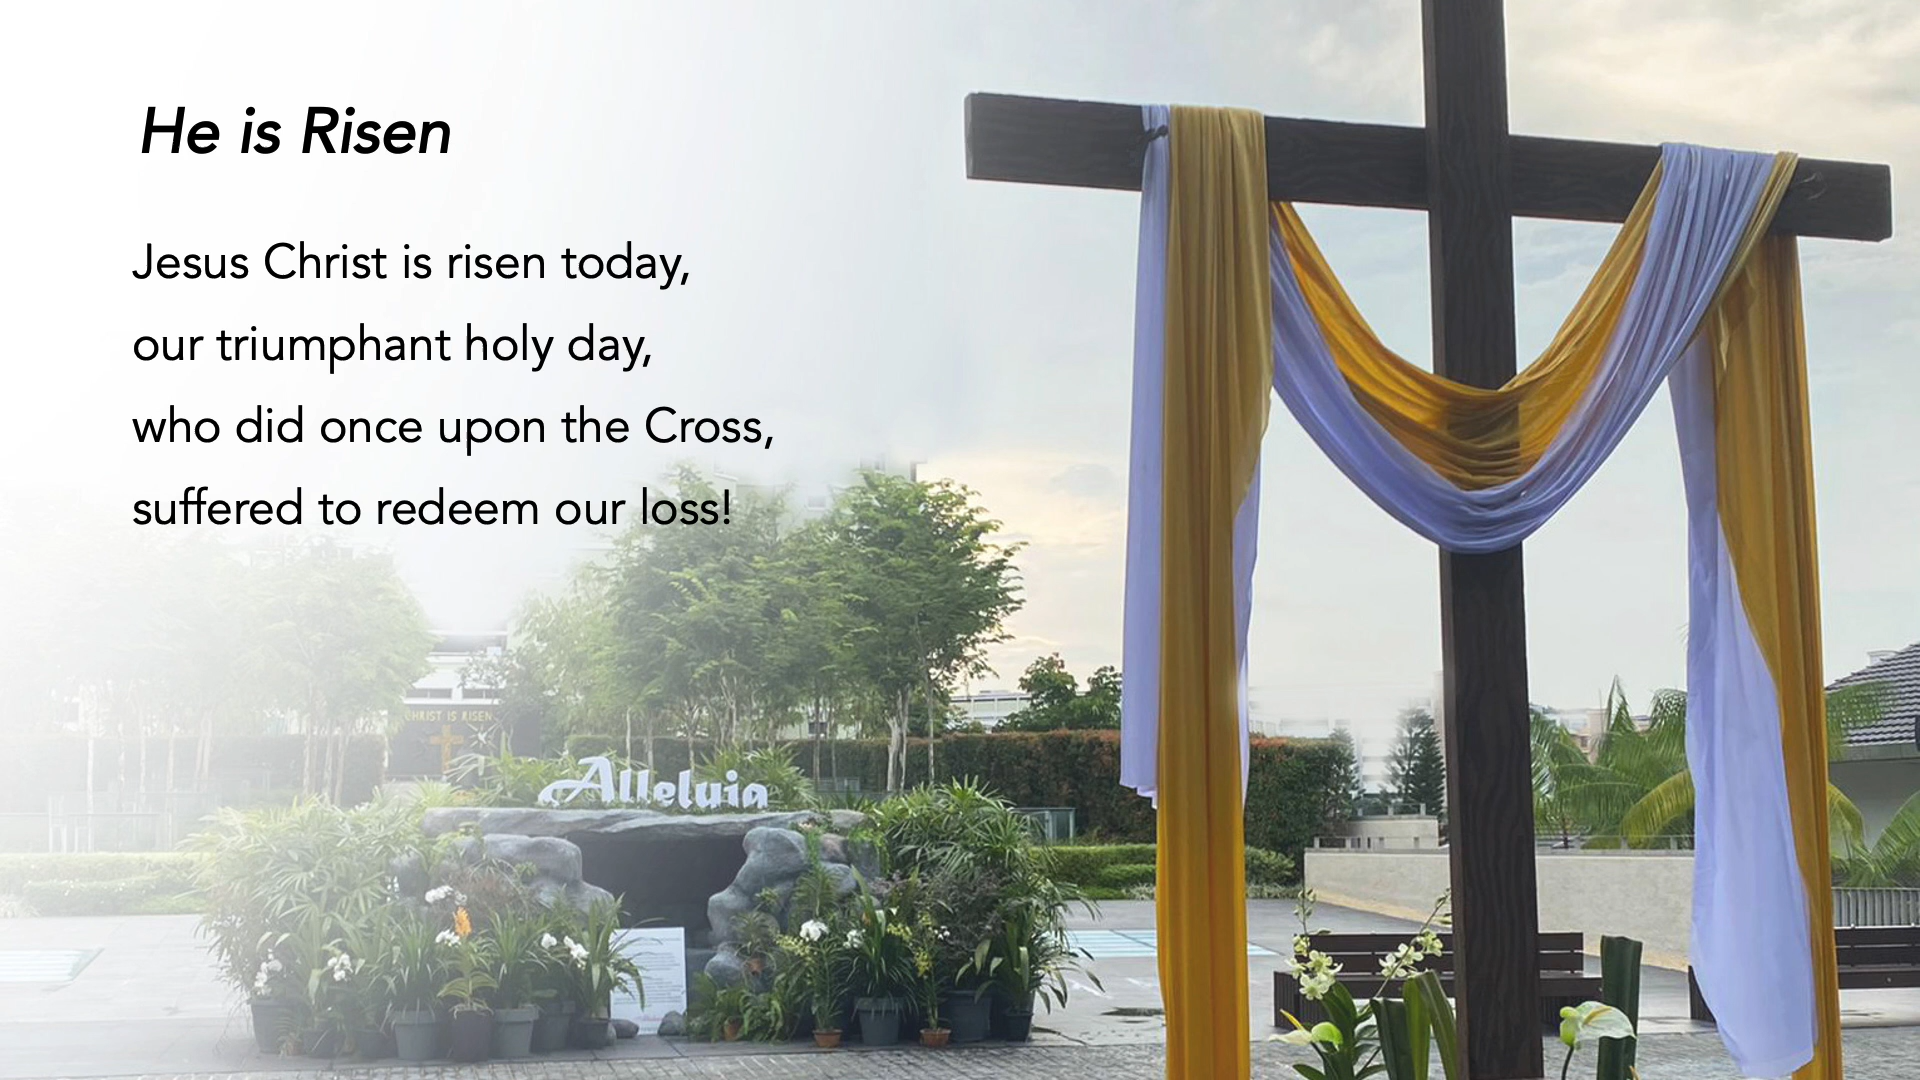 He is Risen
Jesus Christ is risen today,
our triumphant holy day,
who did once upon the Cross,
suffered to redeem our loss!
CHRIST IS RISEN
Alleluia